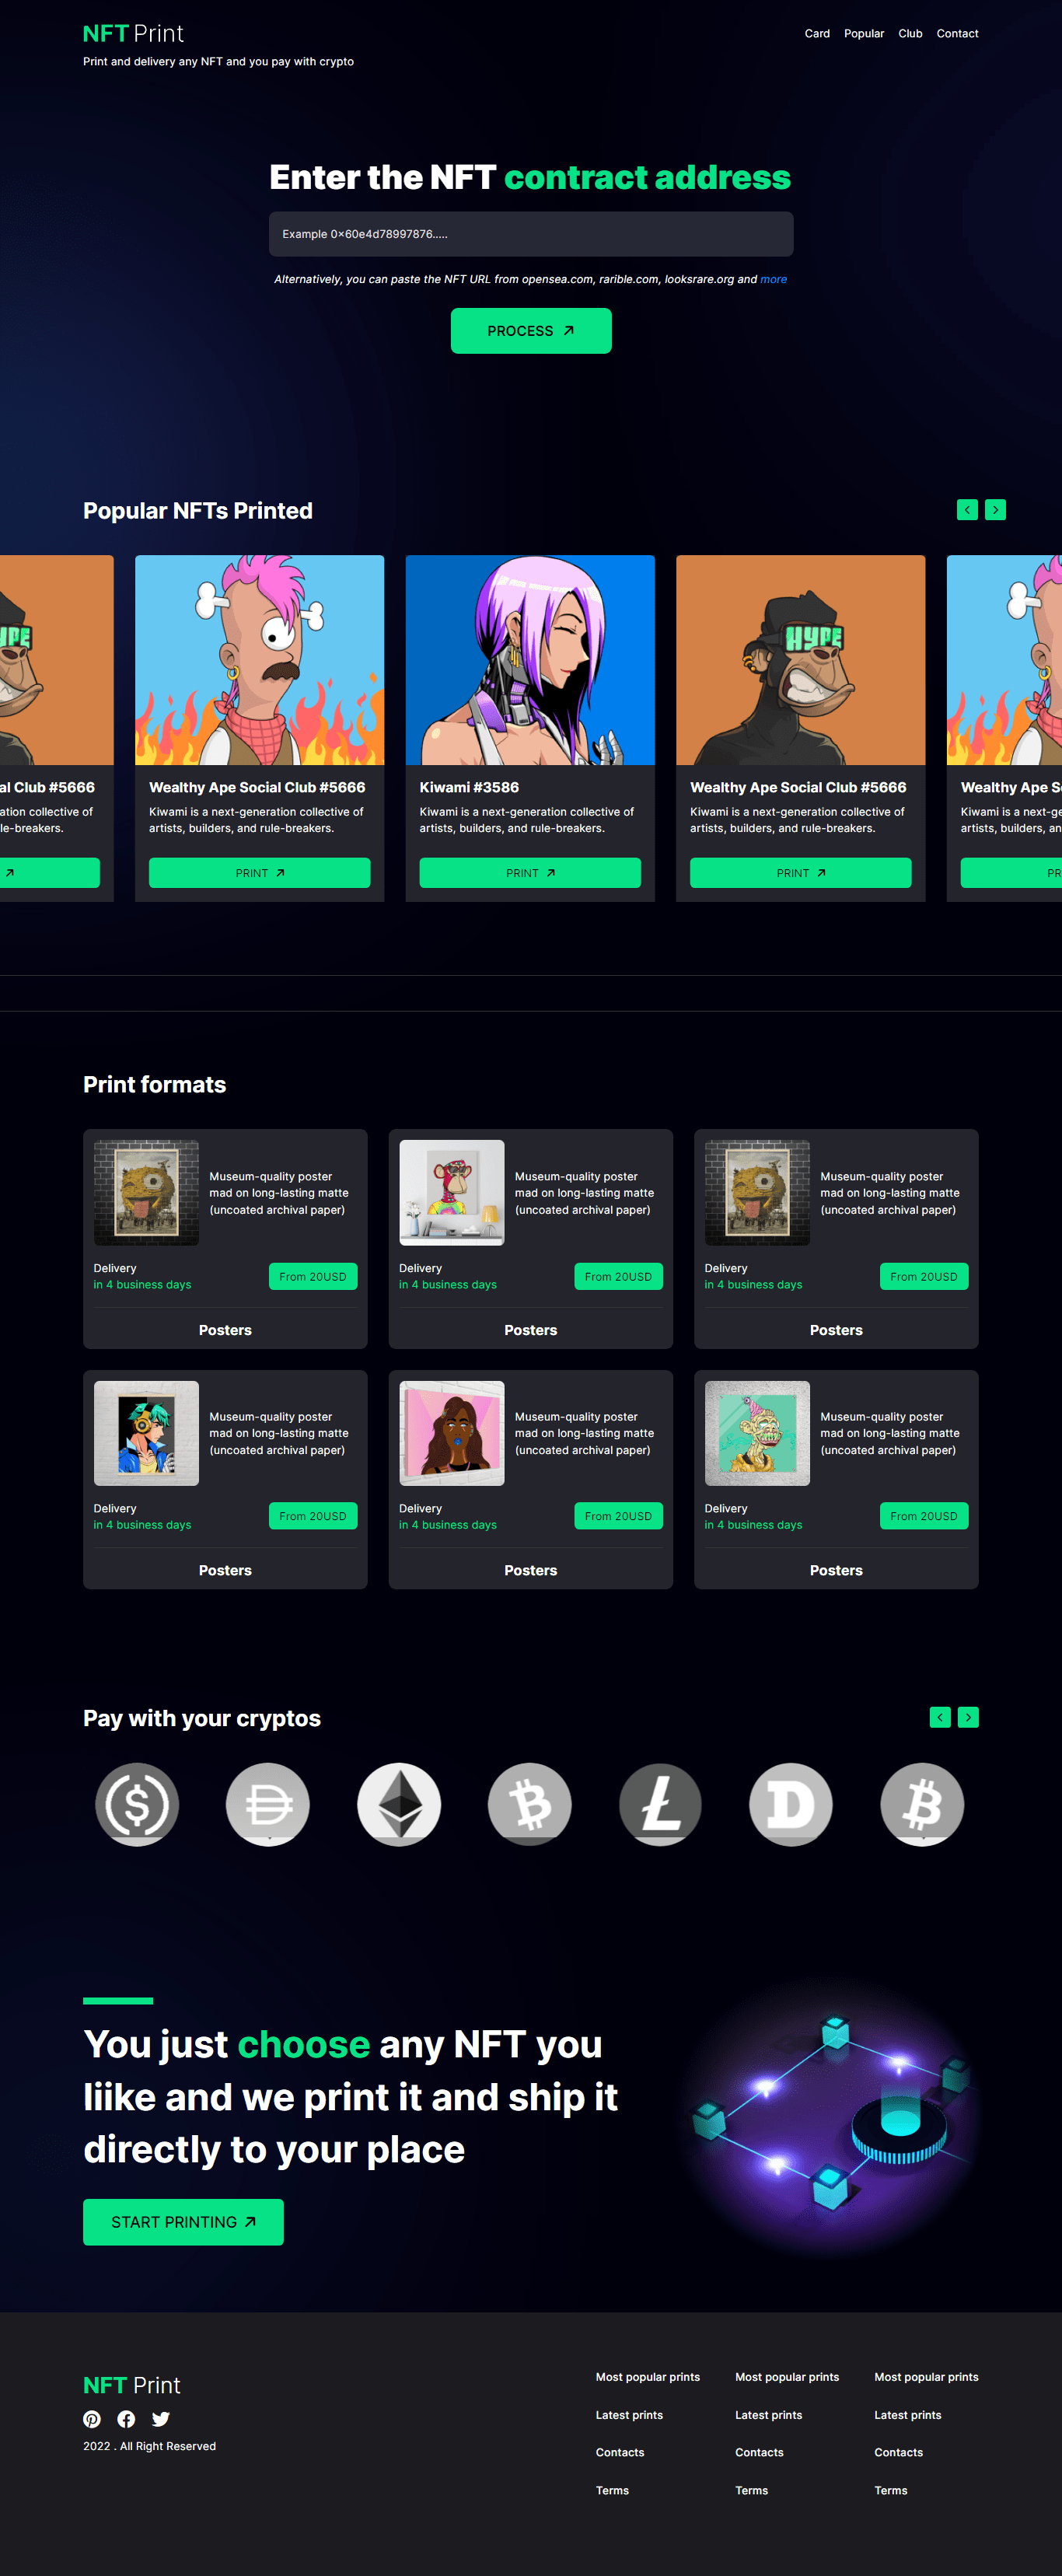 NFT Print
Card Popular Club Contact
Print and delivery any NFT and you pay with crypto
Enter the NFT contract address
Example 0x60e4d78997876.....
Alternatively, you can paste the NFT URL from opensea.com, rarible.com, looksrare.org and more
PROCESS
Popular NFTs Printed
HYPE
al Club #5666
ration collective of
le-breakers.
Wealthy Ape Social Club #5666
Kiwami is a next-generation collective of
artists, builders, and rule-breakers.
PRINT
Kiwami #3586
Kiwami is a next-generation collective of
artists, builders, and rule-breakers.
PRINT
HYPE
Wealthy Ape Social Club #5666
Kiwami is a next-generation collective of
artists, builders, and rule-breakers.
PRINT
Wealthy Ape S
Kiwami is a next-ge
artists, builders, an
PR
Print formats
Museum-quality poster
mad on long-lasting matte
(uncoated archival paper)
Delivery
in 4 business days
From 20USD
Posters
Museum-quality poster
mad on long-lasting matte
(uncoated archival paper)
Delivery
in 4 business days
From 20USD
Posters
Museum-quality poster
mad on long-lasting matte
(uncoated archival paper)
Delivery
in 4 business days
From 20USD
Posters
Museum-quality poster
mad on long-lasting matte
(uncoated archival paper)
Delivery
in 4 business days
From 20USD
Posters
Museum-quality poster
mad on long-lasting matte
(uncoated archival paper)
Delivery
in 4 business days
From 20USD
Posters
Museum-quality poster
mad on long-lasting matte
(uncoated archival paper)
Delivery
in 4 business days
From 20USD
Posters
Pay with your cryptos
You just choose any NFT you
liike and we print it and ship it
directly to your place
START PRINTING
NFT Print
2022 . All Right Reserved
Most popular prints
Latest prints
Contacts
Terms
Most popular prints
Latest prints
Contacts
Terms
Most popular prints
Latest prints
Contacts
Terms